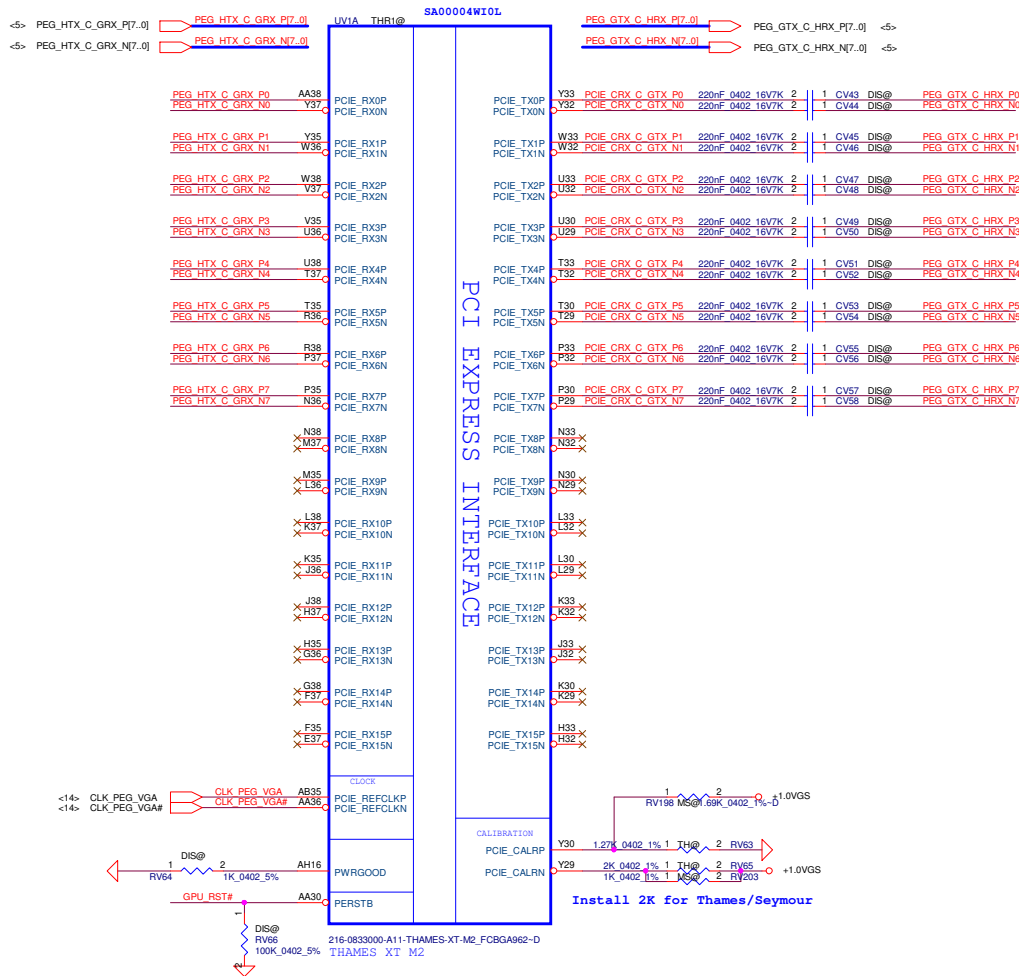 SA00004WI0L
UV1A THR1@
<5> PEG_HTX_C_GRX_P[7..0] PEG_HTX_C_GRX_P[7..0]
<5> PEG_HTX_C_GRX_N[7..0] PEG_HTX_C_GRX_N[7..0]
PEG_GTX_C_HRX_P[7..0] PEG_GTX_C_HRX_P[7..0] <5>
PEG_GTX_C_HRX_N[7..0] PEG_GTX_C_HRX_N[7..0] <5>
PEG_HTX_C_GRX_P0 AA38 PCIE_RX0P PCIE_TX0P Y33 PCIE_CRX_C_GTX_P0 220nF_0402_16V7K 2 1 CV43 DIS@ PEG_GTX_C_HRX_P0
PEG_HTX_C_GRX_N0 Y37 PCIE_RX0N PCIE_TX0N Y32 PCIE_CRX_C_GTX_N0 220nF_0402_16V7K 2 1 CV44 DIS@ PEG_GTX_C_HRX_N0
PEG_HTX_C_GRX_P1 Y35 PCIE_RX1P PCIE_TX1P W33 PCIE_CRX_C_GTX_P1 220nF_0402_16V7K 2 1 CV45 DIS@ PEG_GTX_C_HRX_P1
PEG_HTX_C_GRX_N1 W36 PCIE_RX1N PCIE_TX1N W32 PCIE_CRX_C_GTX_N1 220nF_0402_16V7K 2 1 CV46 DIS@ PEG_GTX_C_HRX_N1
PEG_HTX_C_GRX_P2 W38 PCIE_RX2P PCIE_TX2P U33 PCIE_CRX_C_GTX_P2 220nF_0402_16V7K 2 1 CV47 DIS@ PEG_GTX_C_HRX_P2
PEG_HTX_C_GRX_N2 V37 PCIE_RX2N PCIE_TX2N U32 PCIE_CRX_C_GTX_N2 220nF_0402_16V7K 2 1 CV48 DIS@ PEG_GTX_C_HRX_N2
PEG_HTX_C_GRX_P3 V35 PCIE_RX3P PCIE_TX3P U30 PCIE_CRX_C_GTX_P3 220nF_0402_16V7K 2 1 CV49 DIS@ PEG_GTX_C_HRX_P3
PEG_HTX_C_GRX_N3 U36 PCIE_RX3N PCIE_TX3N U29 PCIE_CRX_C_GTX_N3 220nF_0402_16V7K 2 1 CV50 DIS@ PEG_GTX_C_HRX_N3
PEG_HTX_C_GRX_P4 U38 PCIE_RX4P PCIE_TX4P T33 PCIE_CRX_C_GTX_P4 220nF_0402_16V7K 2 1 CV51 DIS@ PEG_GTX_C_HRX_P4
PEG_HTX_C_GRX_N4 T37 PCIE_RX4N PCIE_TX4N T32 PCIE_CRX_C_GTX_N4 220nF_0402_16V7K 2 1 CV52 DIS@ PEG_GTX_C_HRX_N4
PEG_HTX_C_GRX_P5 T35 PCIE_RX5P PCIE_TX5P T30 PCIE_CRX_C_GTX_P5 220nF_0402_16V7K 2 1 CV53 DIS@ PEG_GTX_C_HRX_P5
PEG_HTX_C_GRX_N5 R36 PCIE_RX5N PCIE_TX5N T29 PCIE_CRX_C_GTX_N5 220nF_0402_16V7K 2 1 CV54 DIS@ PEG_GTX_C_HRX_N5
PEG_HTX_C_GRX_P6 R38 PCIE_RX6P PCIE_TX6P P33 PCIE_CRX_C_GTX_P6 220nF_0402_16V7K 2 1 CV55 DIS@ PEG_GTX_C_HRX_P6
PEG_HTX_C_GRX_N6 P37 PCIE_RX6N PCIE_TX6N P32 PCIE_CRX_C_GTX_N6 220nF_0402_16V7K 2 1 CV56 DIS@ PEG_GTX_C_HRX_N6
PEG_HTX_C_GRX_P7 P35 PCIE_RX7P PCIE_TX7P P30 PCIE_CRX_C_GTX_P7 220nF_0402_16V7K 2 1 CV57 DIS@ PEG_GTX_C_HRX_P7
PEG_HTX_C_GRX_N7 N36 PCIE_RX7N PCIE_TX7N P29 PCIE_CRX_C_GTX_N7 220nF_0402_16V7K 2 1 CV58 DIS@ PEG_GTX_C_HRX_N7
PCI EXPRESS INTERFACE
N38 PCIE_RX8P PCIE_TX8P N33
M37 PCIE_RX8N PCIE_TX8N N32
M35 PCIE_RX9P PCIE_TX9P N30
L36 PCIE_RX9N PCIE_TX9N N29
L38 PCIE_RX10P PCIE_TX10P L33
K37 PCIE_RX10N PCIE_TX10N L32
K35 PCIE_RX11P PCIE_TX11P L30
J36 PCIE_RX11N PCIE_TX11N L29
J38 PCIE_RX12P PCIE_TX12P K33
H37 PCIE_RX12N PCIE_TX12N K32
H35 PCIE_RX13P PCIE_TX13P J33
G36 PCIE_RX13N PCIE_TX13N J32
G38 PCIE_RX14P PCIE_TX14P K30
F37 PCIE_RX14N PCIE_TX14N K29
F35 PCIE_RX15P PCIE_TX15P H33
E37 PCIE_RX15N PCIE_TX15N H32
CLOCK
<14> CLK_PEG_VGA CLK_PEG_VGA AB35 PCIE_REFCLKP
<14> CLK_PEG_VGA# CLK_PEG_VGA# AA36 PCIE_REFCLKN
1 2 +1.0VGS
RV198 MS@1.69K_0402_1%~D
CALIBRATION
PCIE_CALRP Y30 1.27K_0402_1% 1 TH@ 2 RV63
PCIE_CALRN Y29 2K_0402_1% 1 TH@ 2 RV65 +1.0VGS
1K_0402_1% 1 MS@ 2 RV203
Install 2K for Thames/Seymour
DIS@
1 2 AH16 PWRGOOD
RV64 1K_0402_5%
GPU_RST# AA30 PERSTB
1
DIS@
RV66
100K_0402_5%
2
216-0833000-A11-THAMES-XT-M2_FCBGA962~D
THAMES XT M2